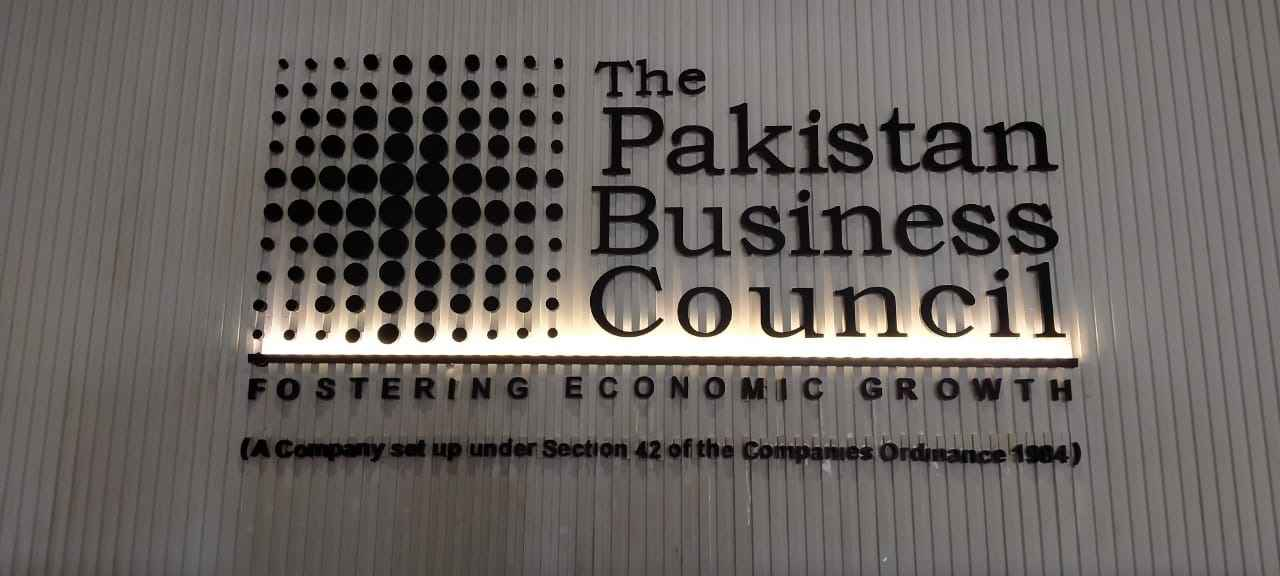 The
Pakistan
Business
Council
FOSTERING ECONOMIC GROWTH
(A Company set up under Section 42 of the Companies Ordinance 1984)